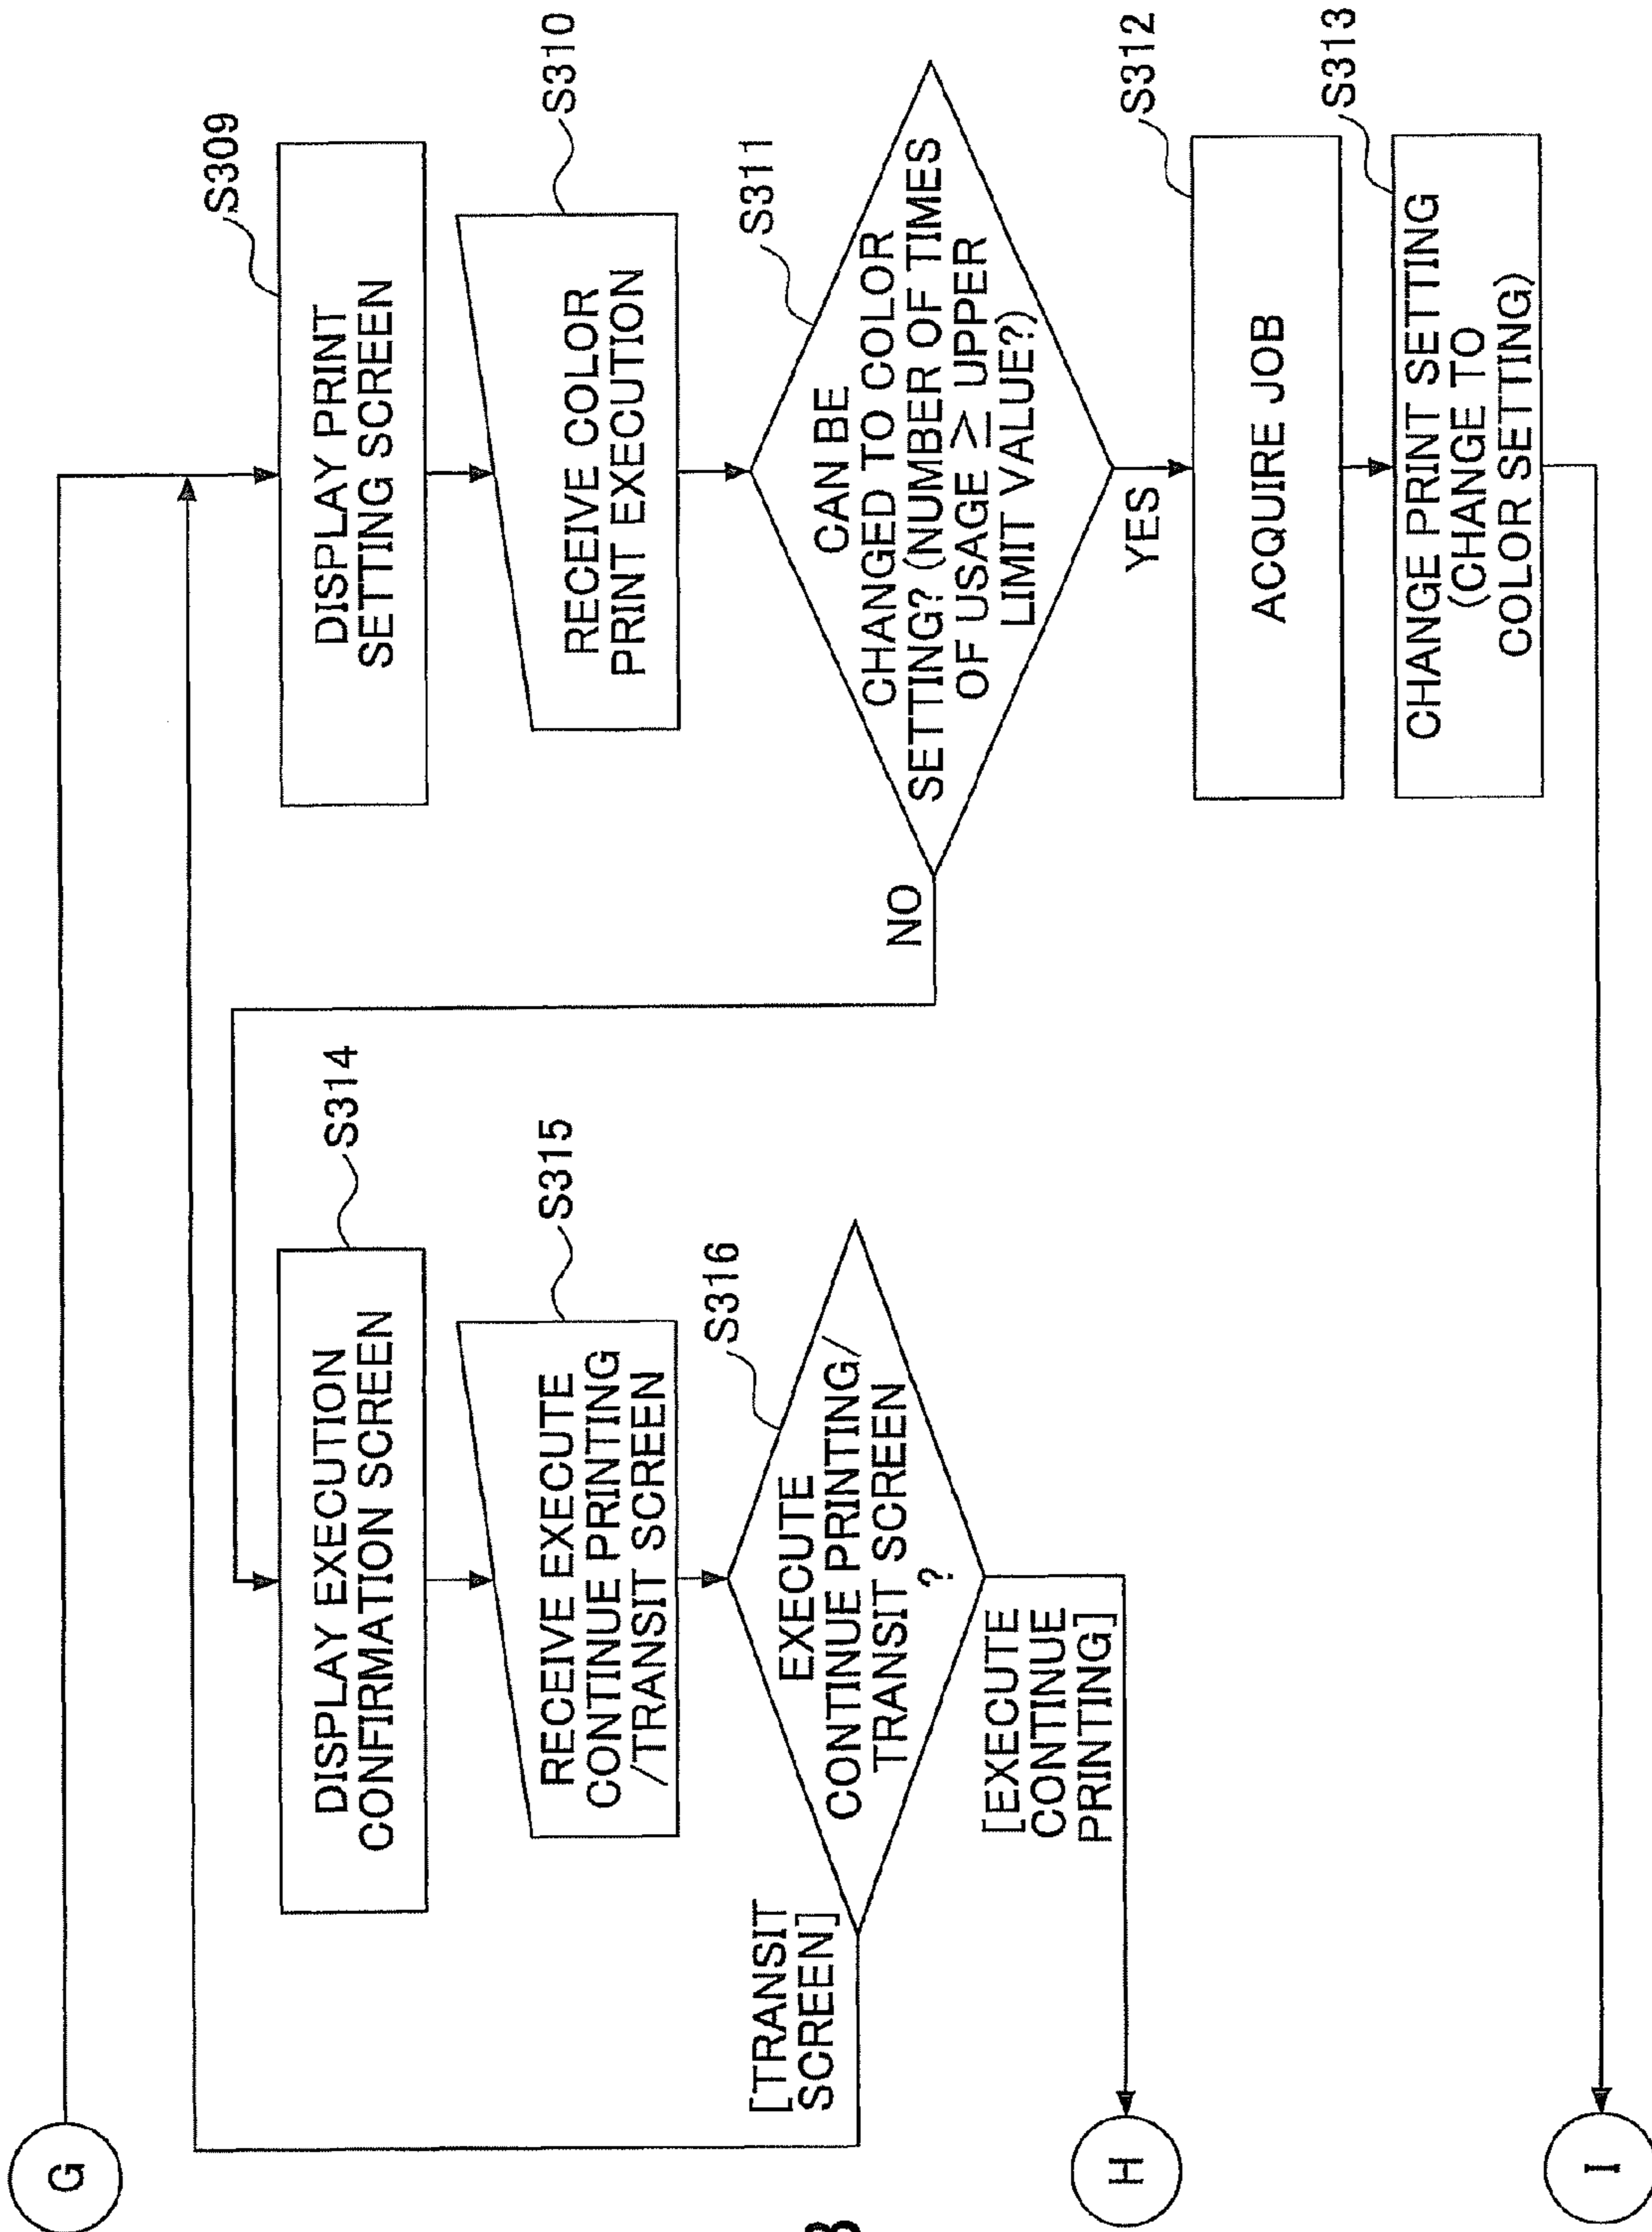 G
S309
DISPLAY PRINT
SETTING SCREEN
S310
RECEIVE COLOR
PRINT EXECUTION
S311
CAN BE
CHANGED TO COLOR
SETTING? (NUMBER OF TIMES
OF USAGE ≥ UPPER
LIMIT VALUE?)
NO
YES
S312
ACQUIRE JOB
S313
CHANGE PRINT SETTING
(CHANGE TO
COLOR SETTING)
S314
DISPLAY EXECUTION
CONFIRMATION SCREEN
S315
RECEIVE EXECUTE
CONTINUE PRINTING
/TRANSIT SCREEN
S316
EXECUTE
CONTINUE PRINTING/
TRANSIT SCREEN
?
[TRANSIT
SCREEN]
[EXECUTE
CONTINUE
PRINTING]
H
I